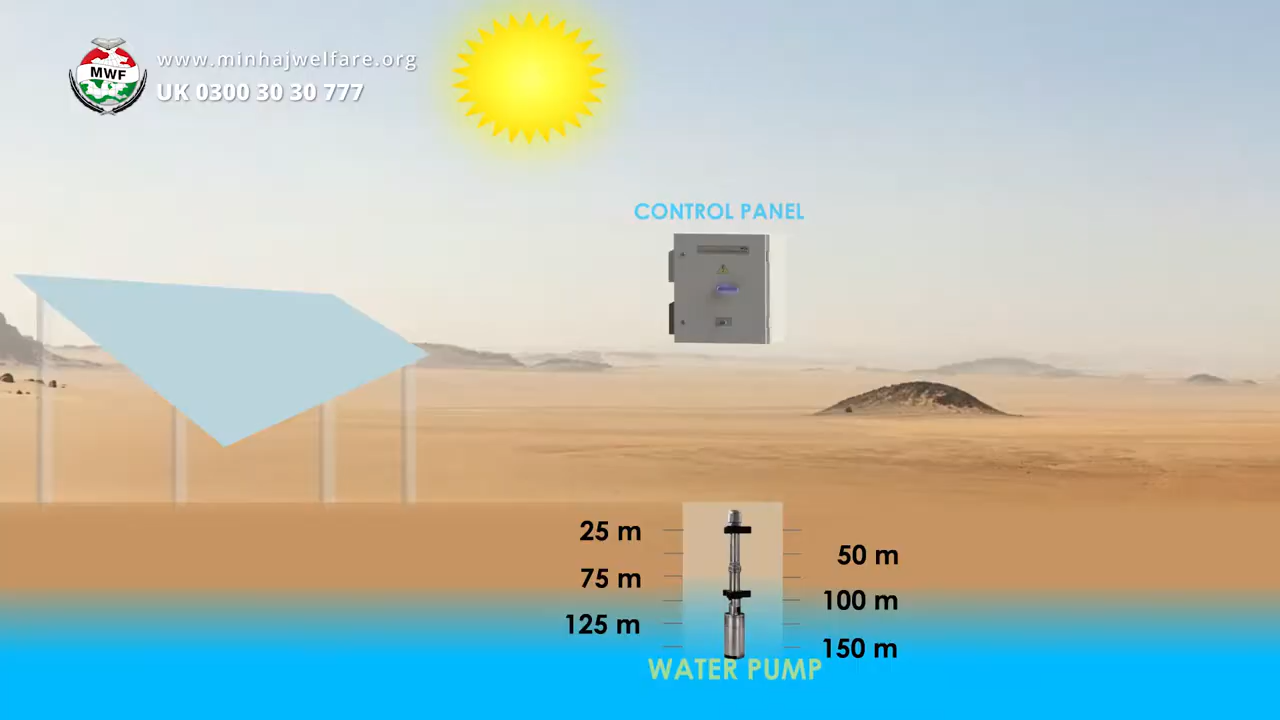 www.minhajwelfare.org
MWF
UK 0300 30 30 777
CONTROL PANEL
25 m
50 m
75 m
100 m
125 m
150 m
WATER PUMP